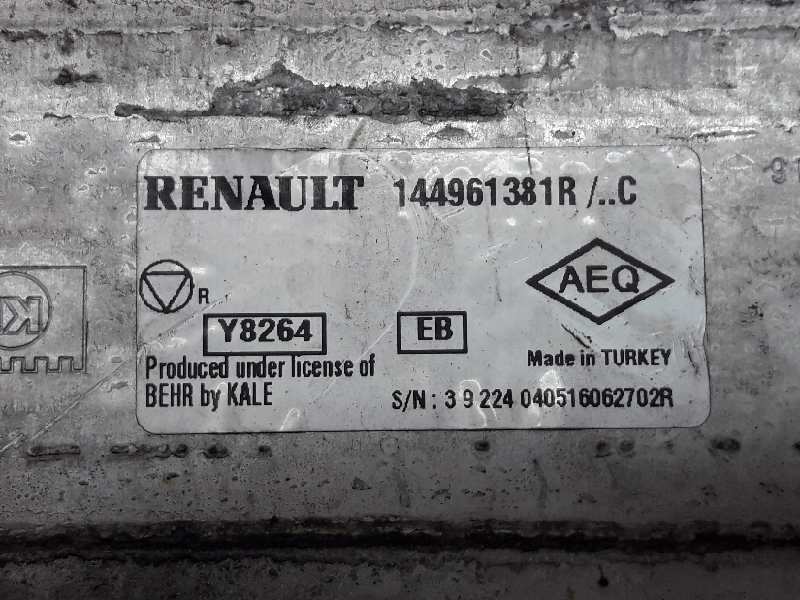 RENAULT 144961381R /..C
R
AEQ
Y8264 EB
Produced under license of
BEHR by KALE
Made in TURKEY
S/N : 3 9 224 040516062702R
K